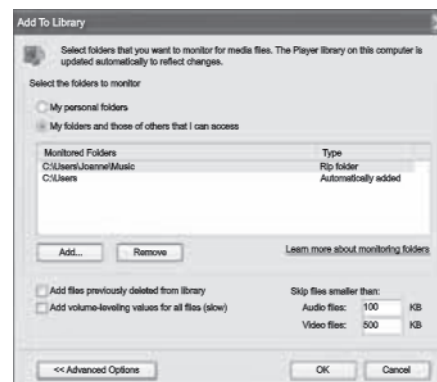 Add To Library
Select folders that you want to monitor for media files. The Player library on this computer is
updated automatically to reflect changes.
Select the folders to monitor
My personal folders
My folders and those of others that I can access
Monitored Folders Type
C:\Users\Joanne\Music Rip folder
C:\Users Automatically added
Add... Remove Learn more about monitoring folders
Add files previously deleted from library Skip files smaller than:
Add volume-leveling values for all files (slow) Audio files: 100 KB
Video files: 500 KB
<< Advanced Options OK Cancel